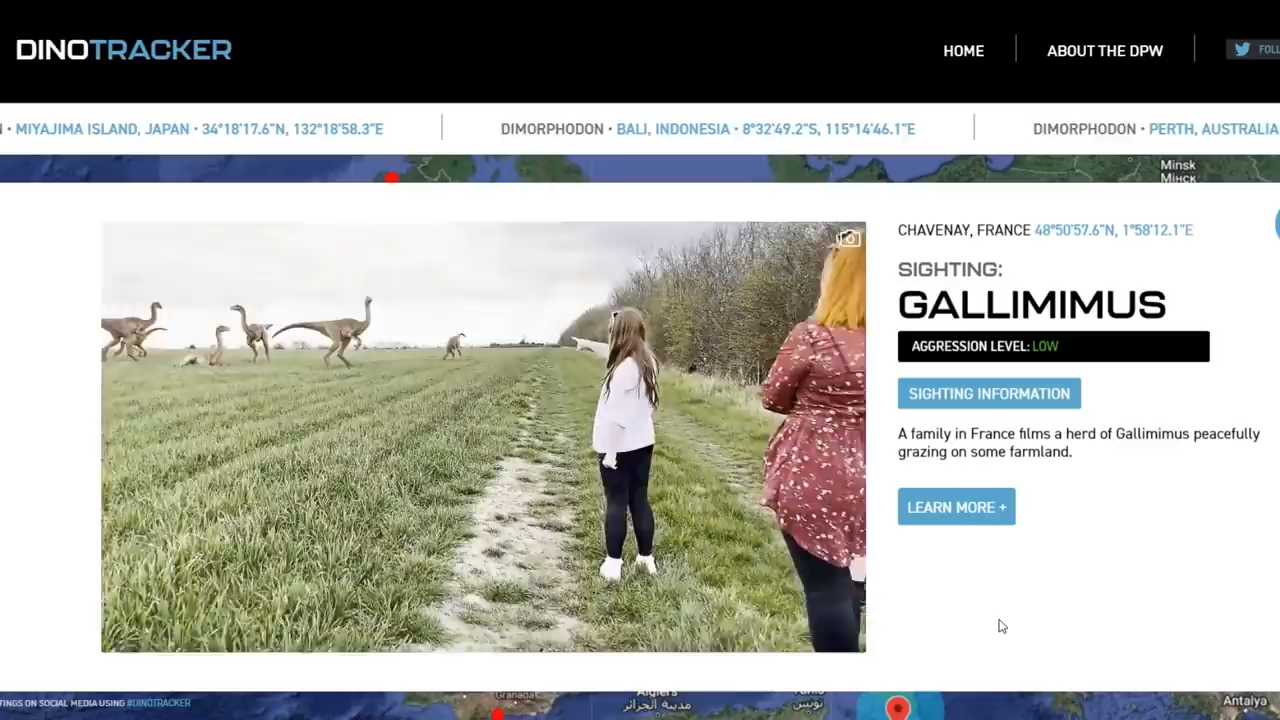 DINOTRACKER
HOME
ABOUT THE DPW
MIYAJIMA ISLAND, JAPAN • 34°18'17.6"N, 132°18'58.3"E
DIMORPHODON • BALI, INDONESIA • 8°32'49.2"S, 115°14'46.1"E
DIMORPHODON • PERTH, AUSTRALIA
Minsk
Мінск
CHAVENAY, FRANCE 48°50'57.6"N, 1°58'12.1"E
SIGHTING:
GALLIMIMUS
AGGRESSION LEVEL: LOW
SIGHTING INFORMATION
A family in France films a herd of Gallimimus peacefully
grazing on some farmland.
LEARN MORE +
TINGS ON SOCIAL MEDIA USING #DINOTRACKER
Granada
Algiers
مدينة الجزائر
تونس
Antalya